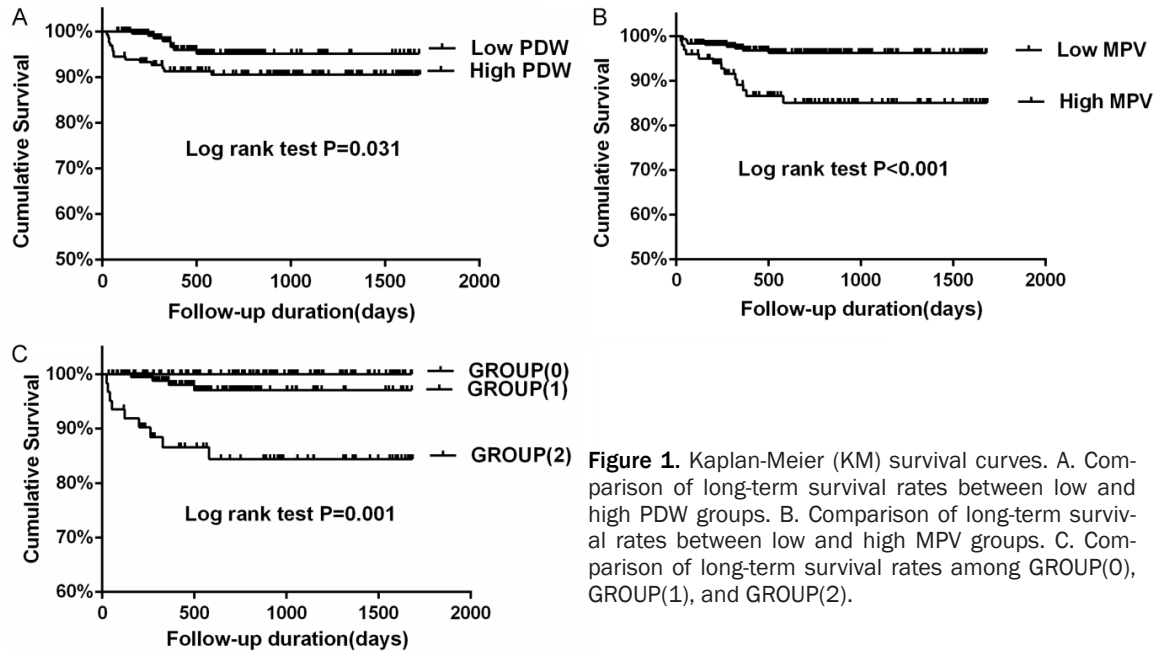 A
100%
90%
80%
70%
60%
50%
Cumulative Survival
Low PDW
High PDW
Log rank test P=0.031
0 500 1000 1500 2000
Follow-up duration(days)
B
100%
90%
80%
70%
60%
50%
Cumulative Survival
Low MPV
High MPV
Log rank test P<0.001
0 500 1000 1500 2000
Follow-up duration(days)
C
100%
90%
80%
70%
60%
Cumulative Survival
GROUP(0)
GROUP(1)
GROUP(2)
Log rank test P=0.001
0 500 1000 1500 2000
Follow-up duration(days)
Figure 1. Kaplan-Meier (KM) survival curves. A. Com-
parison of long-term survival rates between low and
high PDW groups. B. Comparison of long-term surviv-
al rates between low and high MPV groups. C. Com-
parison of long-term survival rates among GROUP(0),
GROUP(1), and GROUP(2).